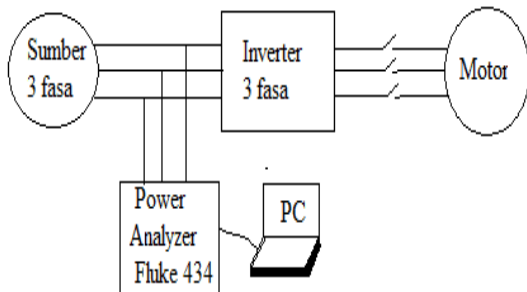 Sumber
3 fasa
Inverter
3 fasa
Motor
Power
Analyzer
Fluke 434
PC